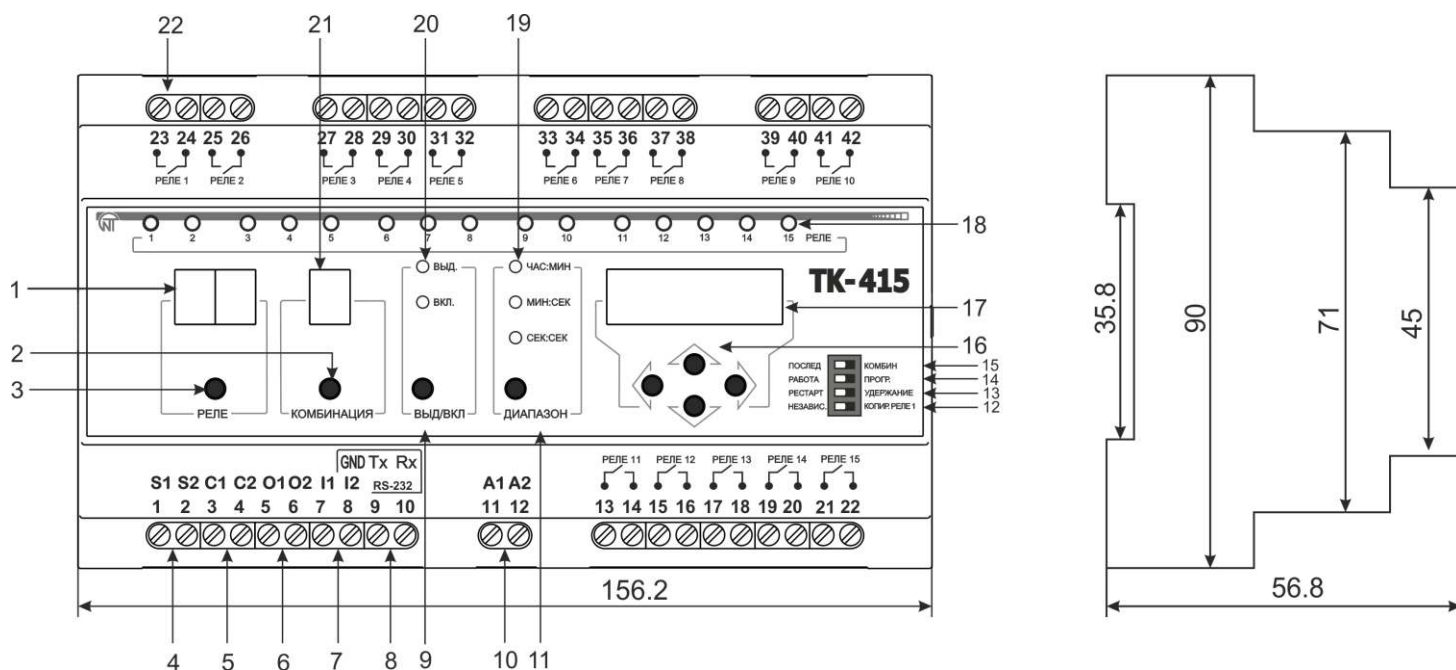 22 21 20 19
23 24 25 26 27 28 29 30 31 32 33 34 35 36 37 38 39 40 41 42
РЕЛЕ 1 РЕЛЕ 2 РЕЛЕ 3 РЕЛЕ 4 РЕЛЕ 5 РЕЛЕ 6 РЕЛЕ 7 РЕЛЕ 8 РЕЛЕ 9 РЕЛЕ 10
NT
18
1 2 3 4 5 6 7 8 9 10 11 12 13 14 15 РЕЛЕ
ВЫД. ЧАС:МИН
TK-415
1 ВКЛ. МИН:СЕК 17
СЕК:СЕК
2 16
ПОСЛЕД КОМБИН 15
3 РАБОТА ПРОГР. 14
РЕСТАРТ УДЕРЖАНИЕ 13
НЕЗАВИС. КОПИР.РЕЛЕ 1 12
РЕЛЕ КОМБИНАЦИЯ ВЫД/ВКЛ ДИАПАЗОН
GND Tx Rx
РЕЛЕ 11 РЕЛЕ 12 РЕЛЕ 13 РЕЛЕ 14 РЕЛЕ 15
S1 S2 C1 C2 O1 O2 I1 I2 RS-232 A1 A2
1 2 3 4 5 6 7 8 9 10 11 12 13 14 15 16 17 18 19 20 21 22
156.2
4 5 6 7 8 9 10 11
35.8
90
71
45
56.8